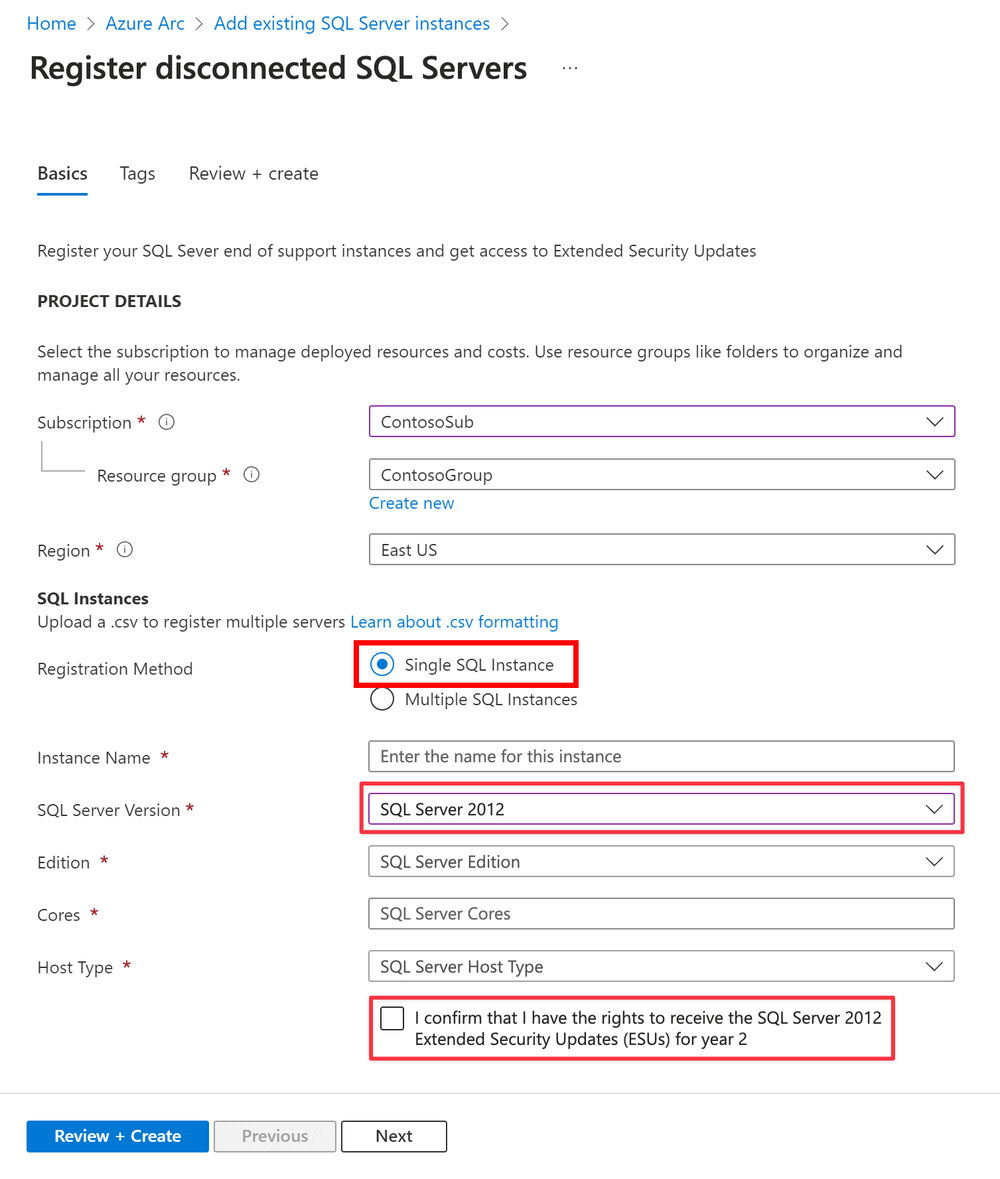 Home > Azure Arc > Add existing SQL Server instances >
Register disconnected SQL Servers ...
Basics Tags Review + create
Register your SQL Sever end of support instances and get access to Extended Security Updates
PROJECT DETAILS
Select the subscription to manage deployed resources and costs. Use resource groups like folders to organize and
manage all your resources.
Subscription * ContosoSub
Resource group * ContosoGroup
Create new
Region * East US
SQL Instances
Upload a .csv to register multiple servers Learn about .csv formatting
Registration Method
Single SQL Instance
Multiple SQL Instances
Instance Name * Enter the name for this instance
SQL Server Version * SQL Server 2012
Edition * SQL Server Edition
Cores * SQL Server Cores
Host Type * SQL Server Host Type
I confirm that I have the rights to receive the SQL Server 2012
Extended Security Updates (ESUs) for year 2
Review + Create Previous Next